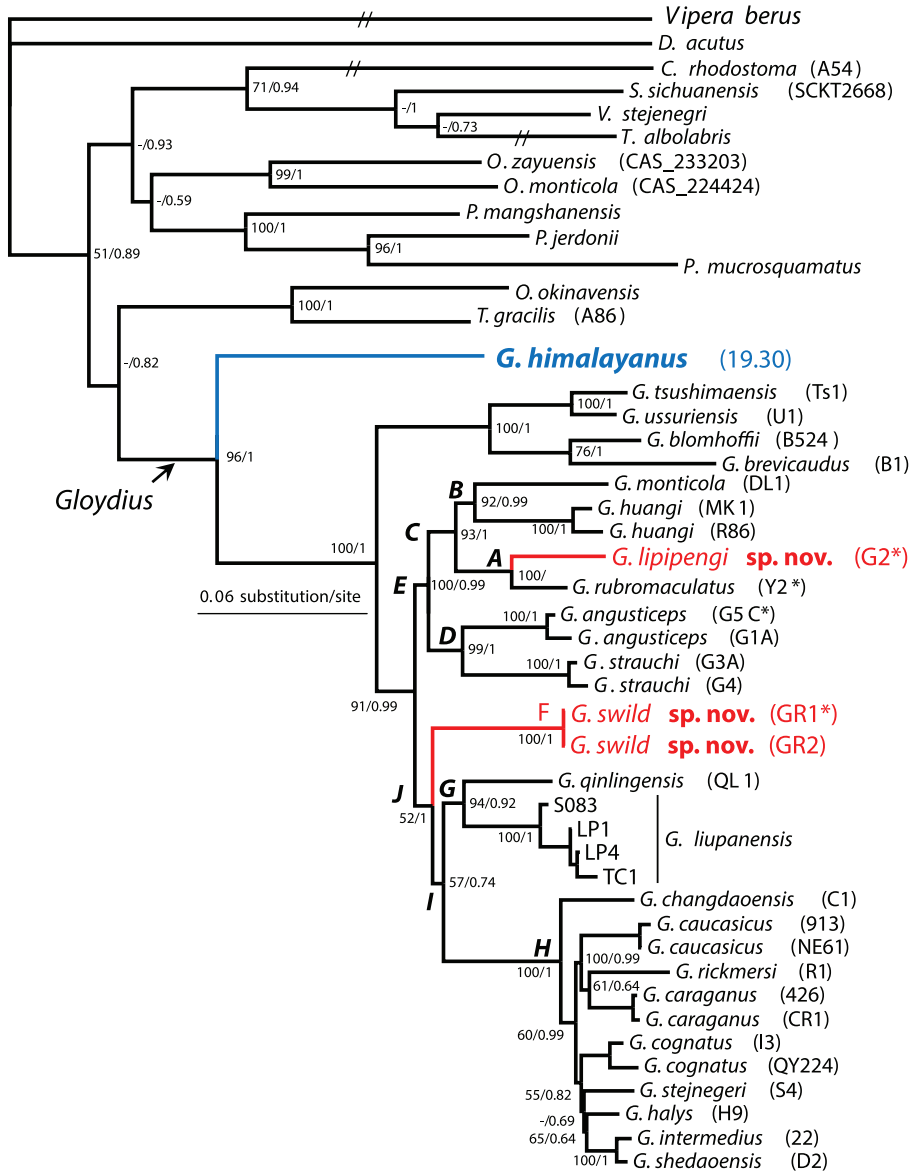 Vipera berus
D. acutus
C. rhodostoma (A54)
71/0.94
S. sichuanensis (SCKT2668)
-/1
V. stejenegri
-/0.73
T. albolabris
-/0.93
O. zayuensis (CAS_233203)
99/1
O. monticola (CAS_224424)
-/0.59
P. mangshanensis
100/1
P. jerdonii
96/1
51/0.89
P. mucrosquamatus
O. okinavensis
100/1
T. gracilis (A86)
-/0.82
G. himalayanus (19.30)
G. tsushimaensis (Ts1)
100/1
G. ussuriensis (U1)
100/1
G. blomhoffii (B524)
76/1
96/1
G. brevicaudus (B1)
Gloydius
B
G. monticola (DL1)
92/0.99
G. huangi (MK 1)
C
93/1
100/1
G. huangi (R86)
100/1
A
G. lipipengi sp. nov. (G2*)
100/
E
100/0.99
G. rubromaculatus (Y2 *)
0.06 substitution/site
100/1
G. angusticeps (G5 C*)
D
G. angusticeps (G1A)
99/1
100/1
G. strauchi (G3A)
G. strauchi (G4)
91/0.99
F
G. swild sp. nov. (GR1*)
100/1
G. swild sp. nov. (GR2)
J
G
G. qinlingensis (QL 1)
94/0.92
S083
52/1
100/1
LP1
G. liupanensis
LP4
57/0.74
TC1
I
G. changdaoensis (C1)
G. caucasicus (913)
H
G. caucasicus (NE61)
100/0.99
100/1
G. rickmersi (R1)
61/0.64
G. caraganus (426)
G. caraganus (CR1)
60/0.99
G. cognatus (I3)
G. cognatus (QY224)
55/0.82
G. stejnegeri (S4)
-/0.69
G. halys (H9)
65/0.64
G. intermedius (22)
100/1
G. shedaoensis (D2)